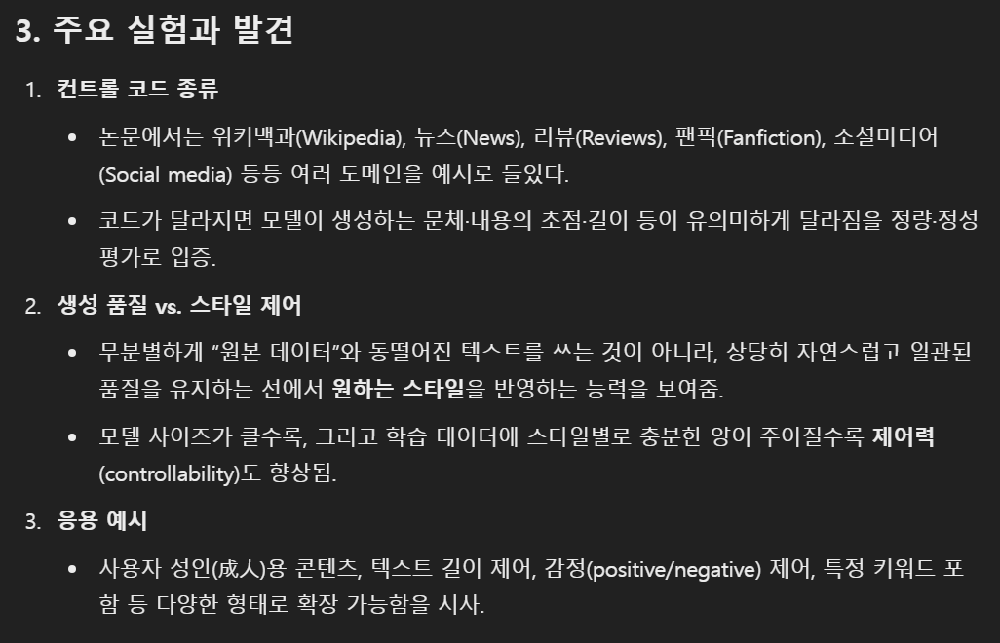 3. 주요 실험과 발견
1. 컨트롤 코드 종류
• 논문에서는 위키백과(Wikipedia), 뉴스(News), 리뷰(Reviews), 팬픽(Fanfiction), 소셜미디어
(Social media) 등등 여러 도메인을 예시로 들었다.
• 코드가 달라지면 모델이 생성하는 문체·내용의 초점·길이 등이 유의미하게 달라짐을 정량·정성
평가로 입증.
2. 생성 품질 vs. 스타일 제어
• 무분별하게 “원본 데이터”와 동떨어진 텍스트를 쓰는 것이 아니라, 상당히 자연스럽고 일관된
품질을 유지하는 선에서 원하는 스타일을 반영하는 능력을 보여줌.
• 모델 사이즈가 클수록, 그리고 학습 데이터에 스타일별로 충분한 양이 주어질수록 제어력
(controllability)도 향상됨.
3. 응용 예시
• 사용자 성인(成人)용 콘텐츠, 텍스트 길이 제어, 감정(positive/negative) 제어, 특정 키워드 포
함 등 다양한 형태로 확장 가능함을 시사.